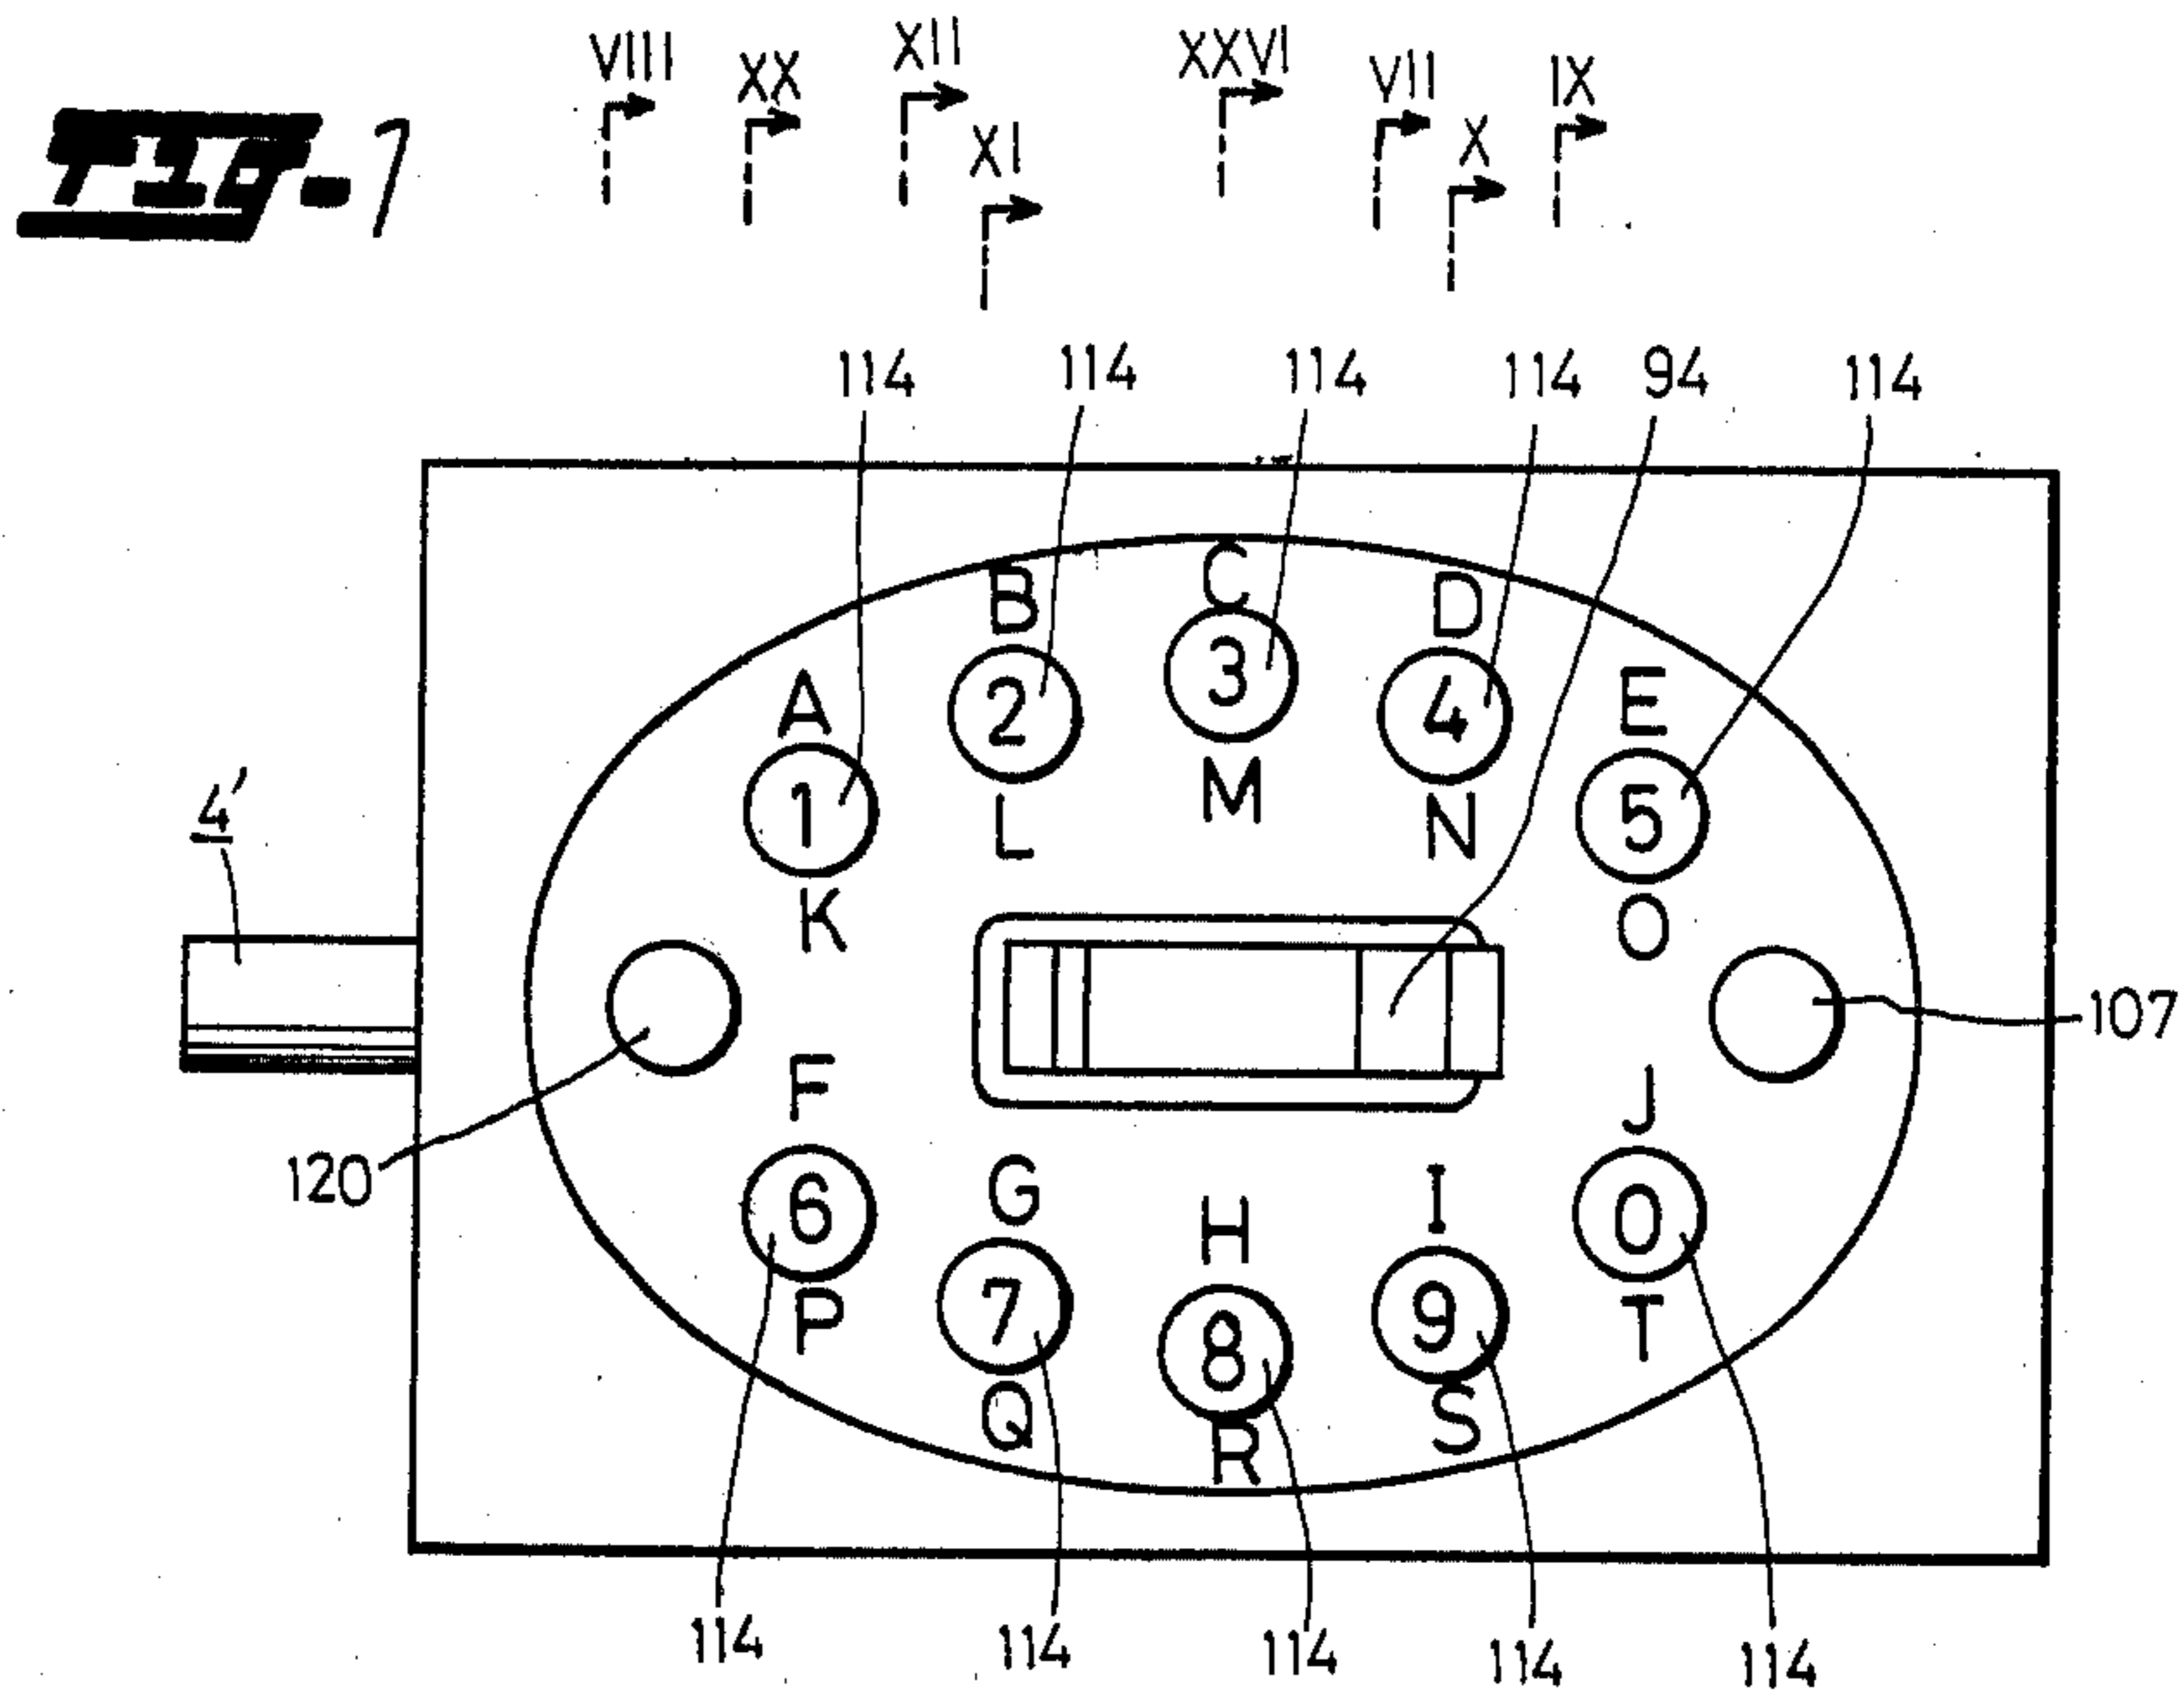 FIG. 1
VIII XX XII XI XXVI VII X IX
114 114 114 114 94 114
A B C D E
1 2 3 4 5
K L M N O
4'
107
120
F G H I J
6 7 8 9 0
P Q R S T
114 114 114 114 114